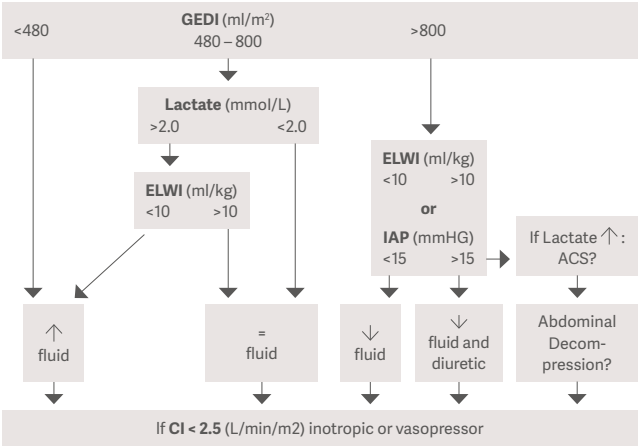 GEDI (ml/m²)
<480
480 – 800
>800
Lactate (mmol/L)
>2.0 <2.0
ELWI (ml/kg)
<10 >10
ELWI (ml/kg)
<10 >10
or
IAP (mmHG)
<15 >15
If Lactate ↑ :
ACS?
↑
fluid
=
fluid
↓
fluid
↓
fluid and
diuretic
Abdominal
Decom-
pression?
If CI < 2.5 (L/min/m2) inotropic or vasopressor